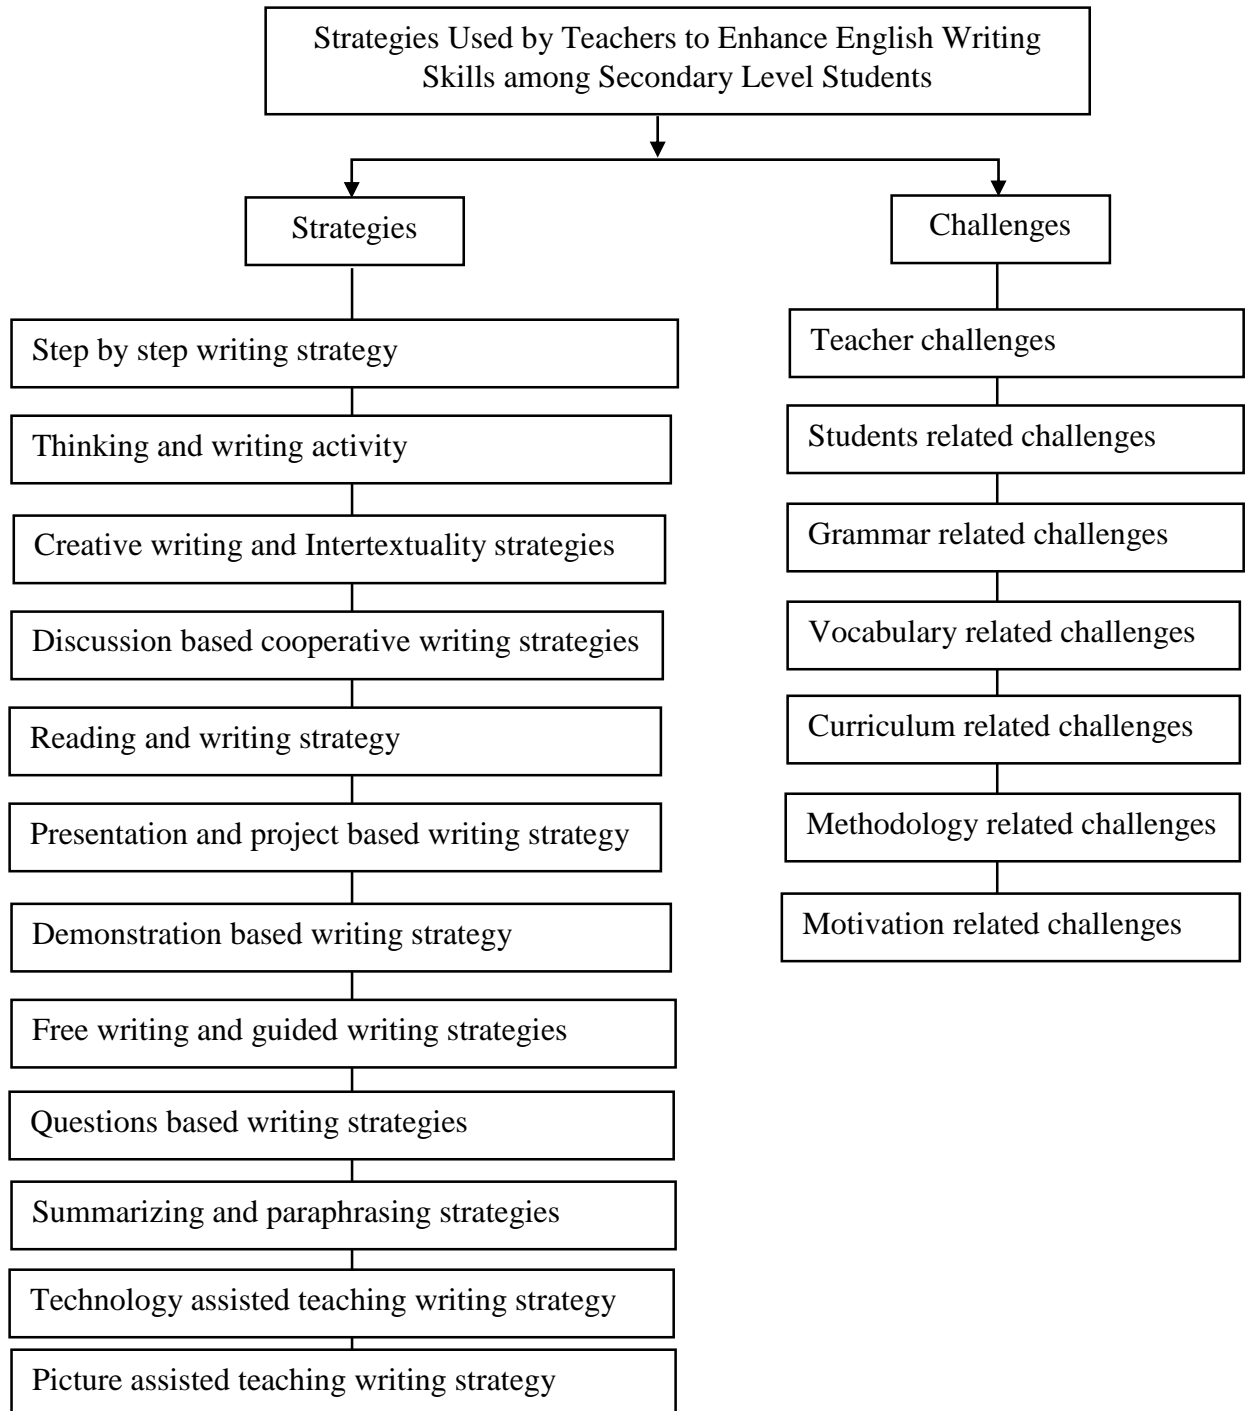 Strategies Used by Teachers to Enhance English Writing
Skills among Secondary Level Students
Strategies
Challenges
Step by step writing strategy
Thinking and writing activity
Creative writing and Intertextuality strategies
Discussion based cooperative writing strategies
Reading and writing strategy
Presentation and project based writing strategy
Demonstration based writing strategy
Free writing and guided writing strategies
Questions based writing strategies
Summarizing and paraphrasing strategies
Technology assisted teaching writing strategy
Picture assisted teaching writing strategy
Teacher challenges
Students related challenges
Grammar related challenges
Vocabulary related challenges
Curriculum related challenges
Methodology related challenges
Motivation related challenges